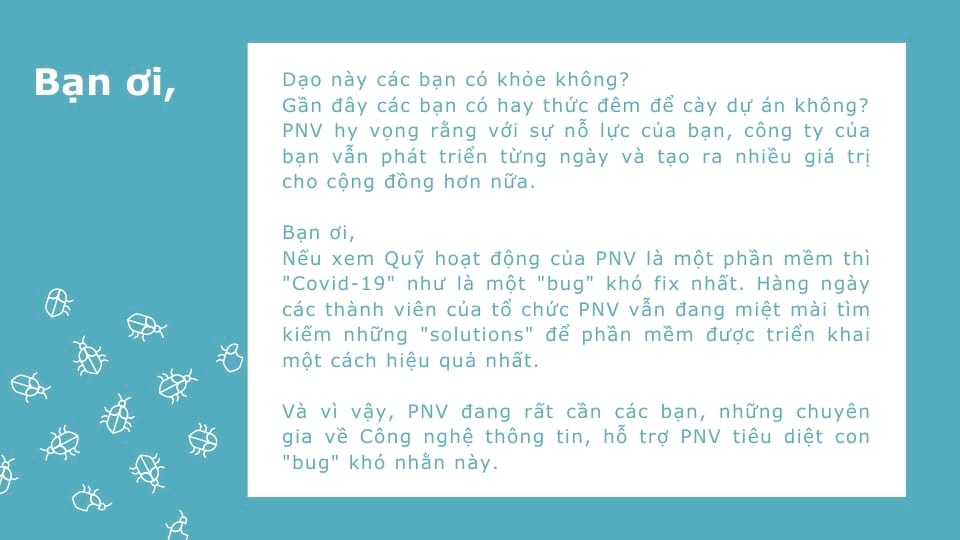 Bạn ơi,
Dạo này các bạn có khỏe không?
Gần đây các bạn có hay thức đêm để cày dự án không?
PNV hy vọng rằng với sự nỗ lực của bạn, công ty của
bạn vẫn phát triển từng ngày và tạo ra nhiều giá trị
cho cộng đồng hơn nữa.
Bạn ơi,
Nếu xem Quỹ hoạt động của PNV là một phần mềm thì
"Covid-19" như là một "bug" khó fix nhất. Hàng ngày
các thành viên của tổ chức PNV vẫn đang miệt mài tìm
kiếm những "solutions" để phần mềm được triển khai
một cách hiệu quả nhất.
Và vì vậy, PNV đang rất cần các bạn, những chuyên
gia về Công nghệ thông tin, hỗ trợ PNV tiêu diệt con
"bug" khó nhằn này.